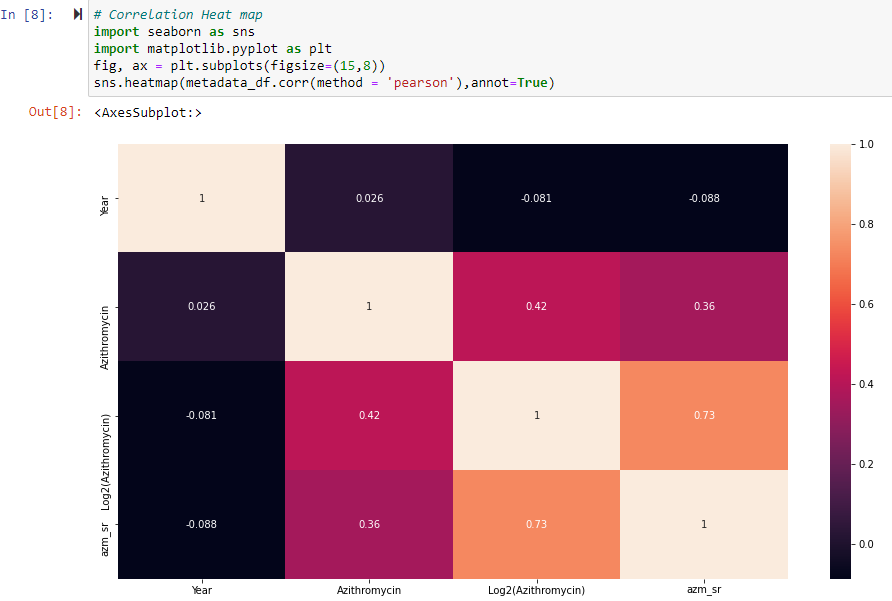 In [8]:
# Correlation Heat map
import seaborn as sns
import matplotlib.pyplot as plt
fig, ax = plt.subplots(figsize=(15,8))
sns.heatmap(metadata_df.corr(method = 'pearson'),annot=True)
Out[8]: <AxesSubplot:>
Year
1 0.026 -0.081 -0.088
Azithromycin
0.026 1 0.42 0.36
Log2(Azithromycin)
-0.081 0.42 1 0.73
azm_sr
-0.088 0.36 0.73 1
Year Azithromycin Log2(Azithromycin) azm_sr
1.0
0.8
0.6
0.4
0.2
0.0